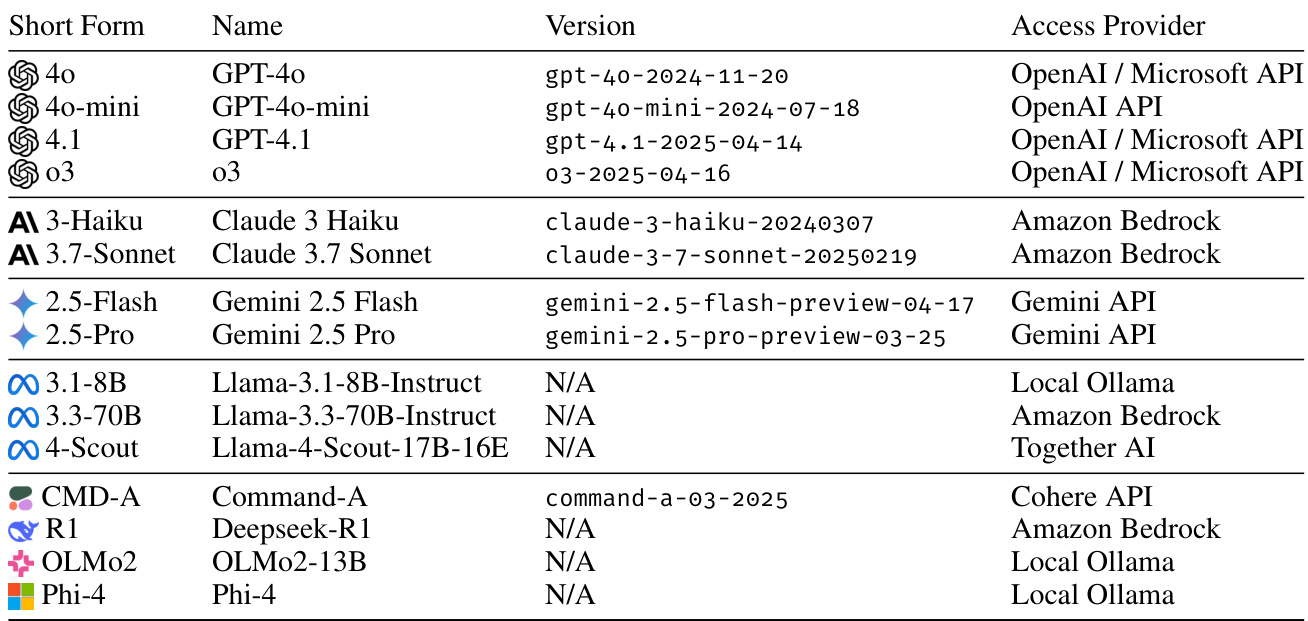 Short Form Name Version Access Provider
4o GPT-4o gpt-4o-2024-11-20 OpenAI / Microsoft API
4o-mini GPT-4o-mini gpt-4o-mini-2024-07-18 OpenAI API
4.1 GPT-4.1 gpt-4.1-2025-04-14 OpenAI / Microsoft API
o3 o3 o3-2025-04-16 OpenAI / Microsoft API
3-Haiku Claude 3 Haiku claude-3-haiku-20240307 Amazon Bedrock
3.7-Sonnet Claude 3.7 Sonnet claude-3-7-sonnet-20250219 Amazon Bedrock
2.5-Flash Gemini 2.5 Flash gemini-2.5-flash-preview-04-17 Gemini API
2.5-Pro Gemini 2.5 Pro gemini-2.5-pro-preview-03-25 Gemini API
3.1-8B Llama-3.1-8B-Instruct N/A Local Ollama
3.3-70B Llama-3.3-70B-Instruct N/A Amazon Bedrock
4-Scout Llama-4-Scout-17B-16E N/A Together AI
CMD-A Command-A command-a-03-2025 Cohere API
R1 Deepseek-R1 N/A Amazon Bedrock
OLMo2 OLMo2-13B N/A Local Ollama
Phi-4 Phi-4 N/A Local Ollama